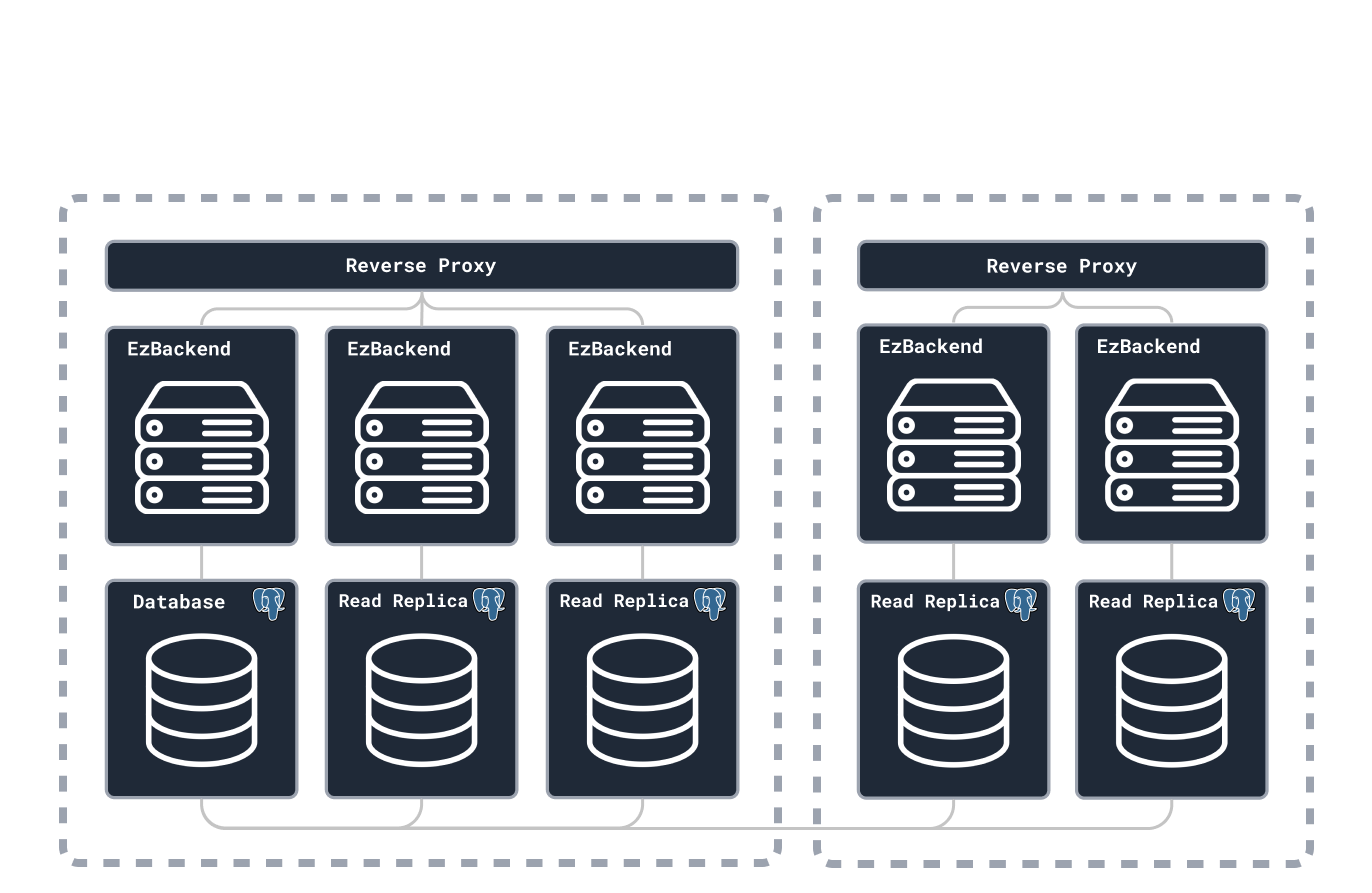 Reverse Proxy
EzBackend
EzBackend
EzBackend
Database
Read Replica
Read Replica
Reverse Proxy
EzBackend
EzBackend
Read Replica
Read Replica